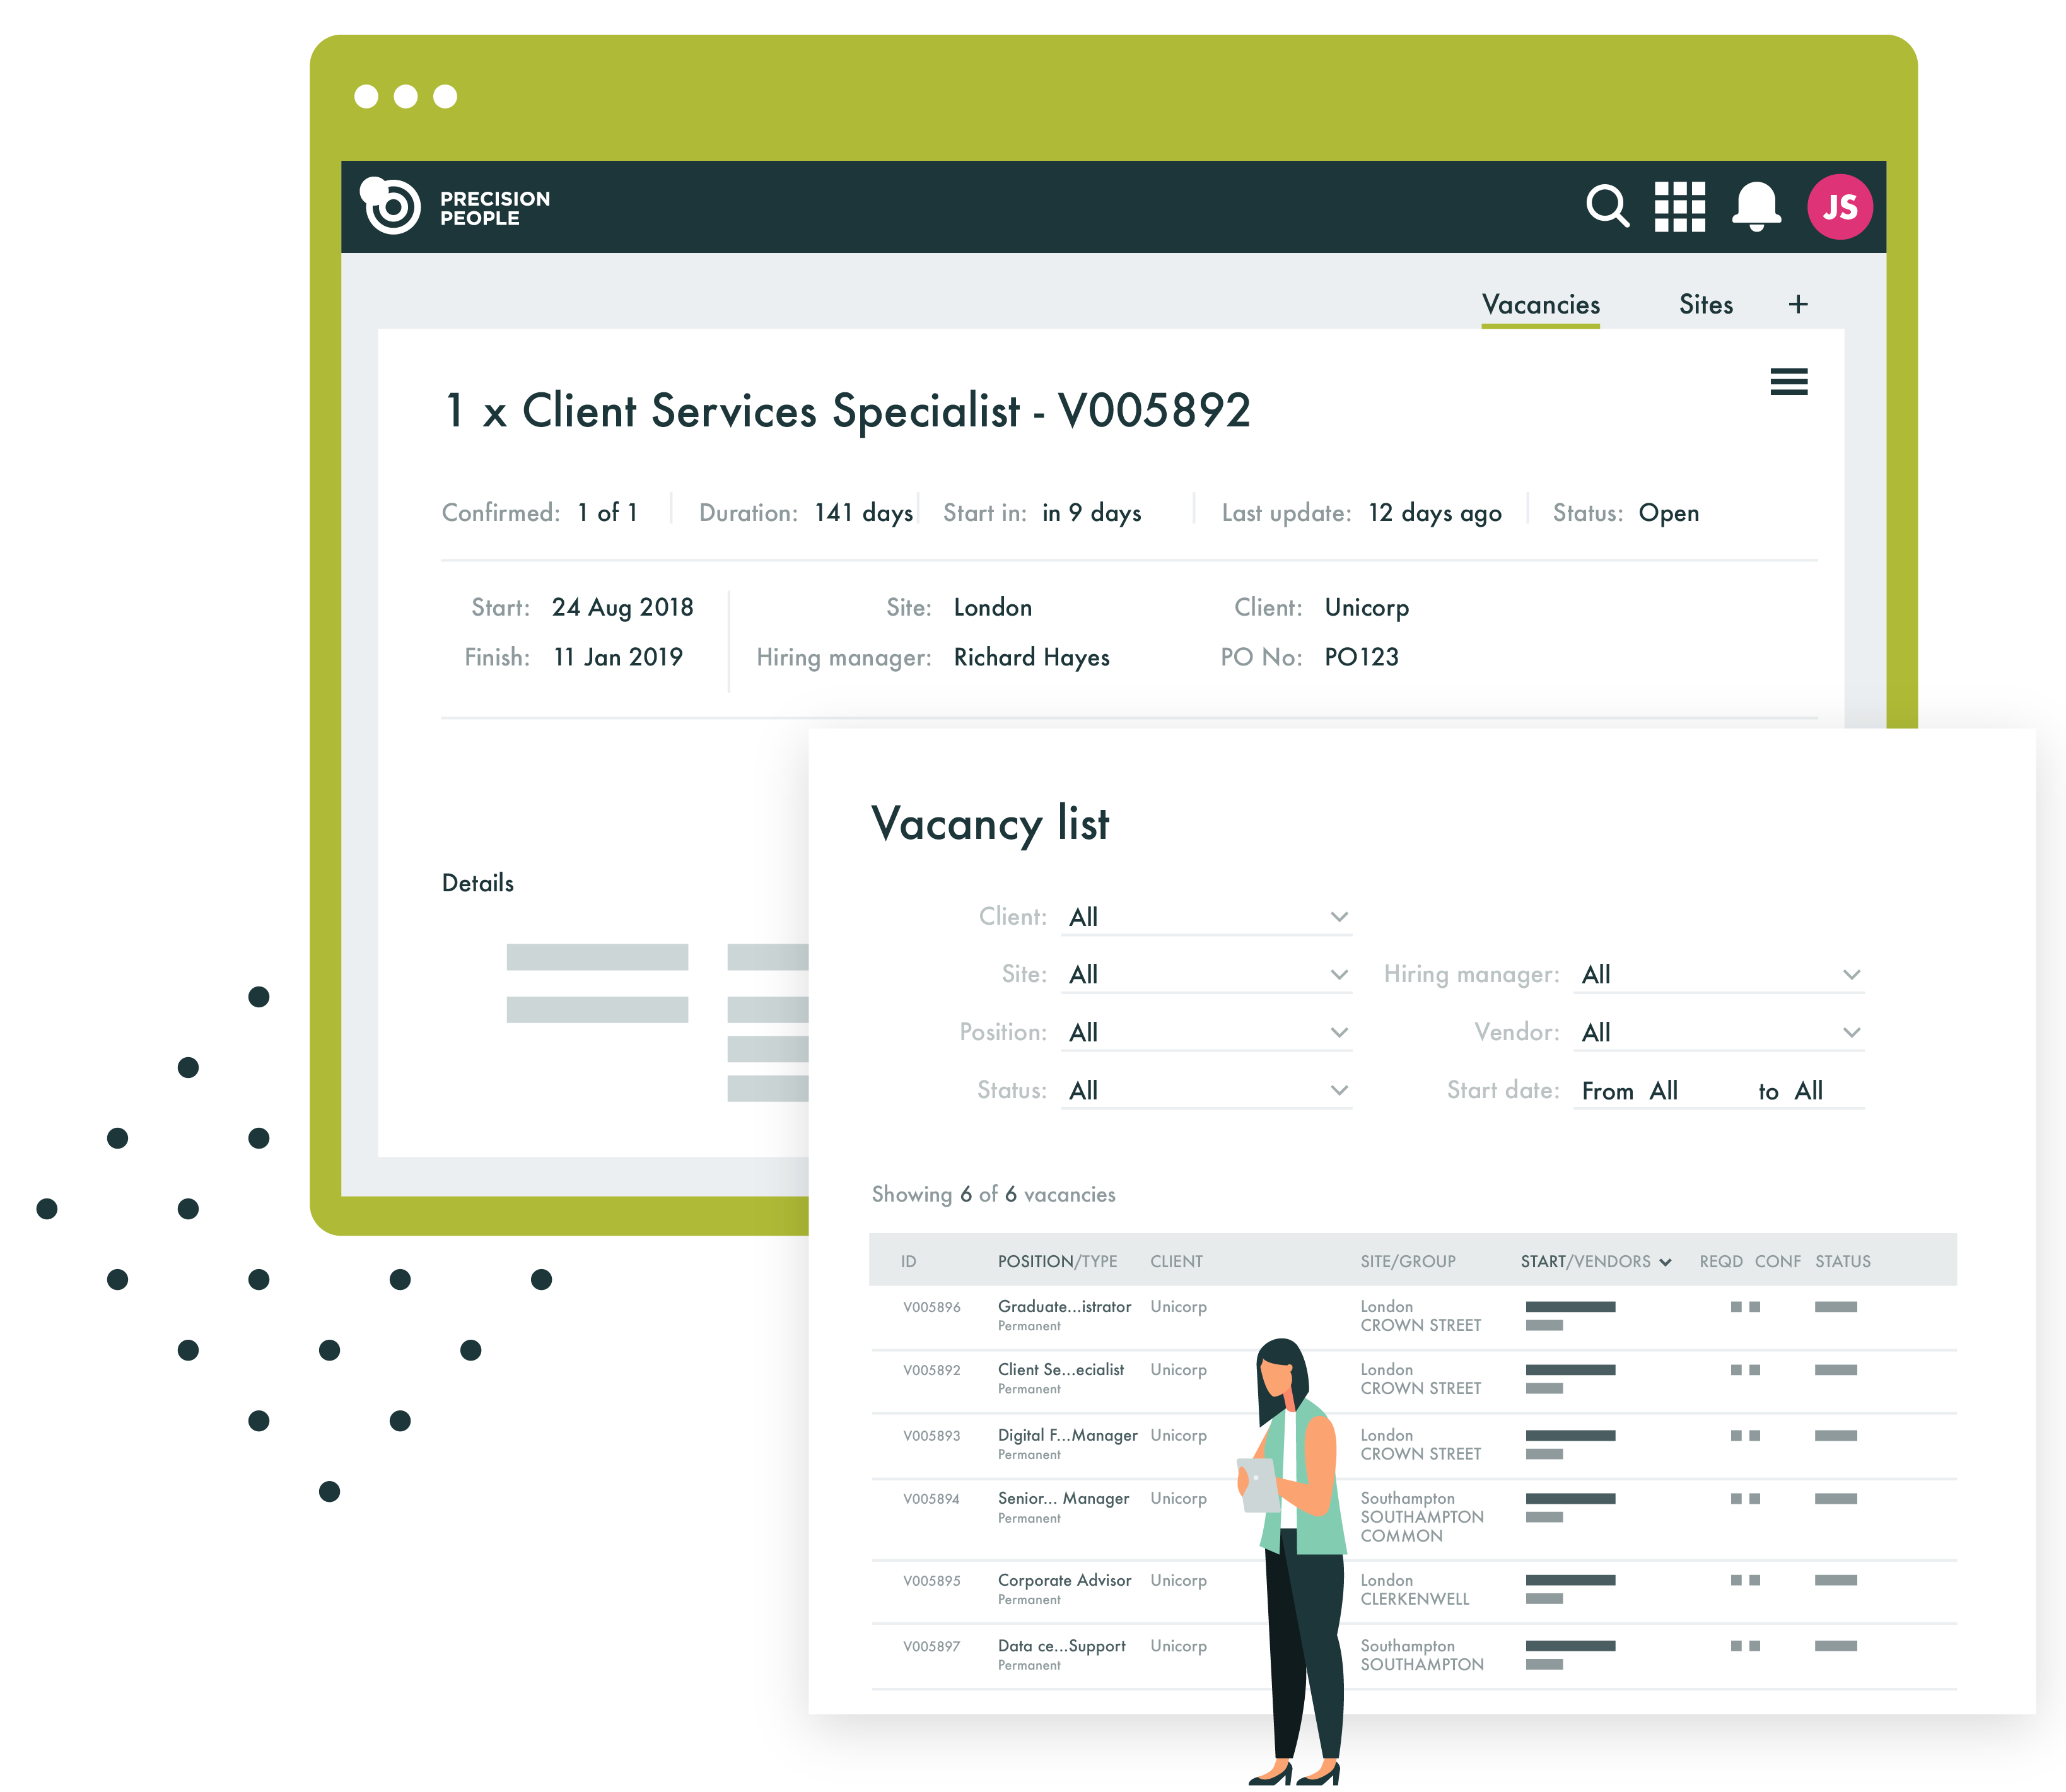 PRECISION
PEOPLE
JS
Vacancies Sites +
1 x Client Services Specialist - V005892
Confirmed: 1 of 1 Duration: 141 days Start in: in 9 days Last update: 12 days ago Status: Open
Start: 24 Aug 2018 Site: London Client: Unicorp
Finish: 11 Jan 2019 Hiring manager: Richard Hayes PO No: PO123
Details
Vacancy list
Client: All
Site: All Hiring manager: All
Position: All Vendor: All
Status: All Start date: From All to All
Showing 6 of 6 vacancies
ID POSITION/TYPE CLIENT SITE/GROUP START/VENDORS REQD CONF STATUS
V005896 Graduate...istrator Unicorp London
Permanent CROWN STREET
V005892 Client Se...ecialist Unicorp London
Permanent CROWN STREET
V005893 Digital F...Manager Unicorp London
Permanent CROWN STREET
V005894 Senior... Manager Unicorp Southampton
Permanent SOUTHAMPTON
COMMON
V005895 Corporate Advisor Unicorp London
Permanent CLERKENWELL
V005897 Data ce...Support Unicorp Southampton
Permanent SOUTHAMPTON